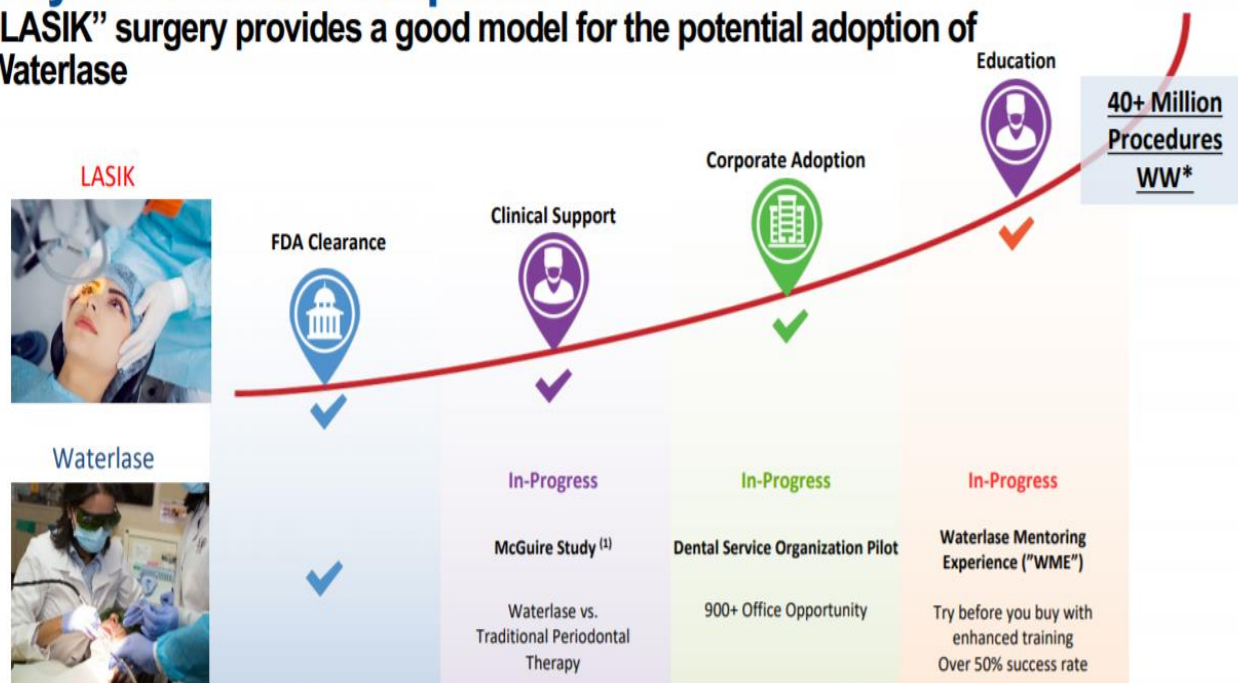 LASIK” surgery provides a good model for the potential adoption of
Waterlase
Education
40+ Million
Procedures
WW*
Corporate Adoption
LASIK
Clinical Support
FDA Clearance
Waterlase
In-Progress
In-Progress
In-Progress
McGuire Study (1)
Dental Service Organization Pilot
Waterlase Mentoring
Experience (”WME”)
Waterlase vs.
Traditional Periodontal
Therapy
900+ Office Opportunity
Try before you buy with
enhanced training
Over 50% success rate